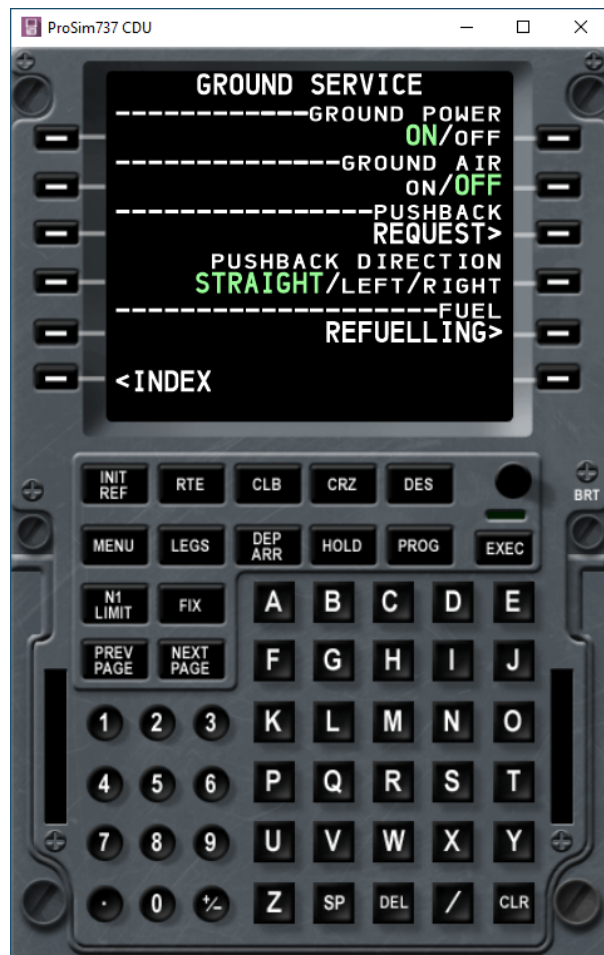 ProSim737 CDU
GROUND SERVICE
-------------GROUND POWER
ON/OFF
---------------GROUND AIR
ON/OFF
-----------------PUSHBACK
REQUEST>
PUSHBACK DIRECTION
STRAIGHT/LEFT/RIGHT
---------------------FUEL
REFUELLING>
<INDEX
INIT REF RTE CLB CRZ DES
BRT
MENU LEGS DEP ARR HOLD PROG EXEC
N1 LIMIT FIX A B C D E
PREV PAGE NEXT PAGE F G H I J
1 2 3 K L M N O
4 5 6 P Q R S T
7 8 9 U V W X Y
. 0 +/- Z SP DEL / CLR